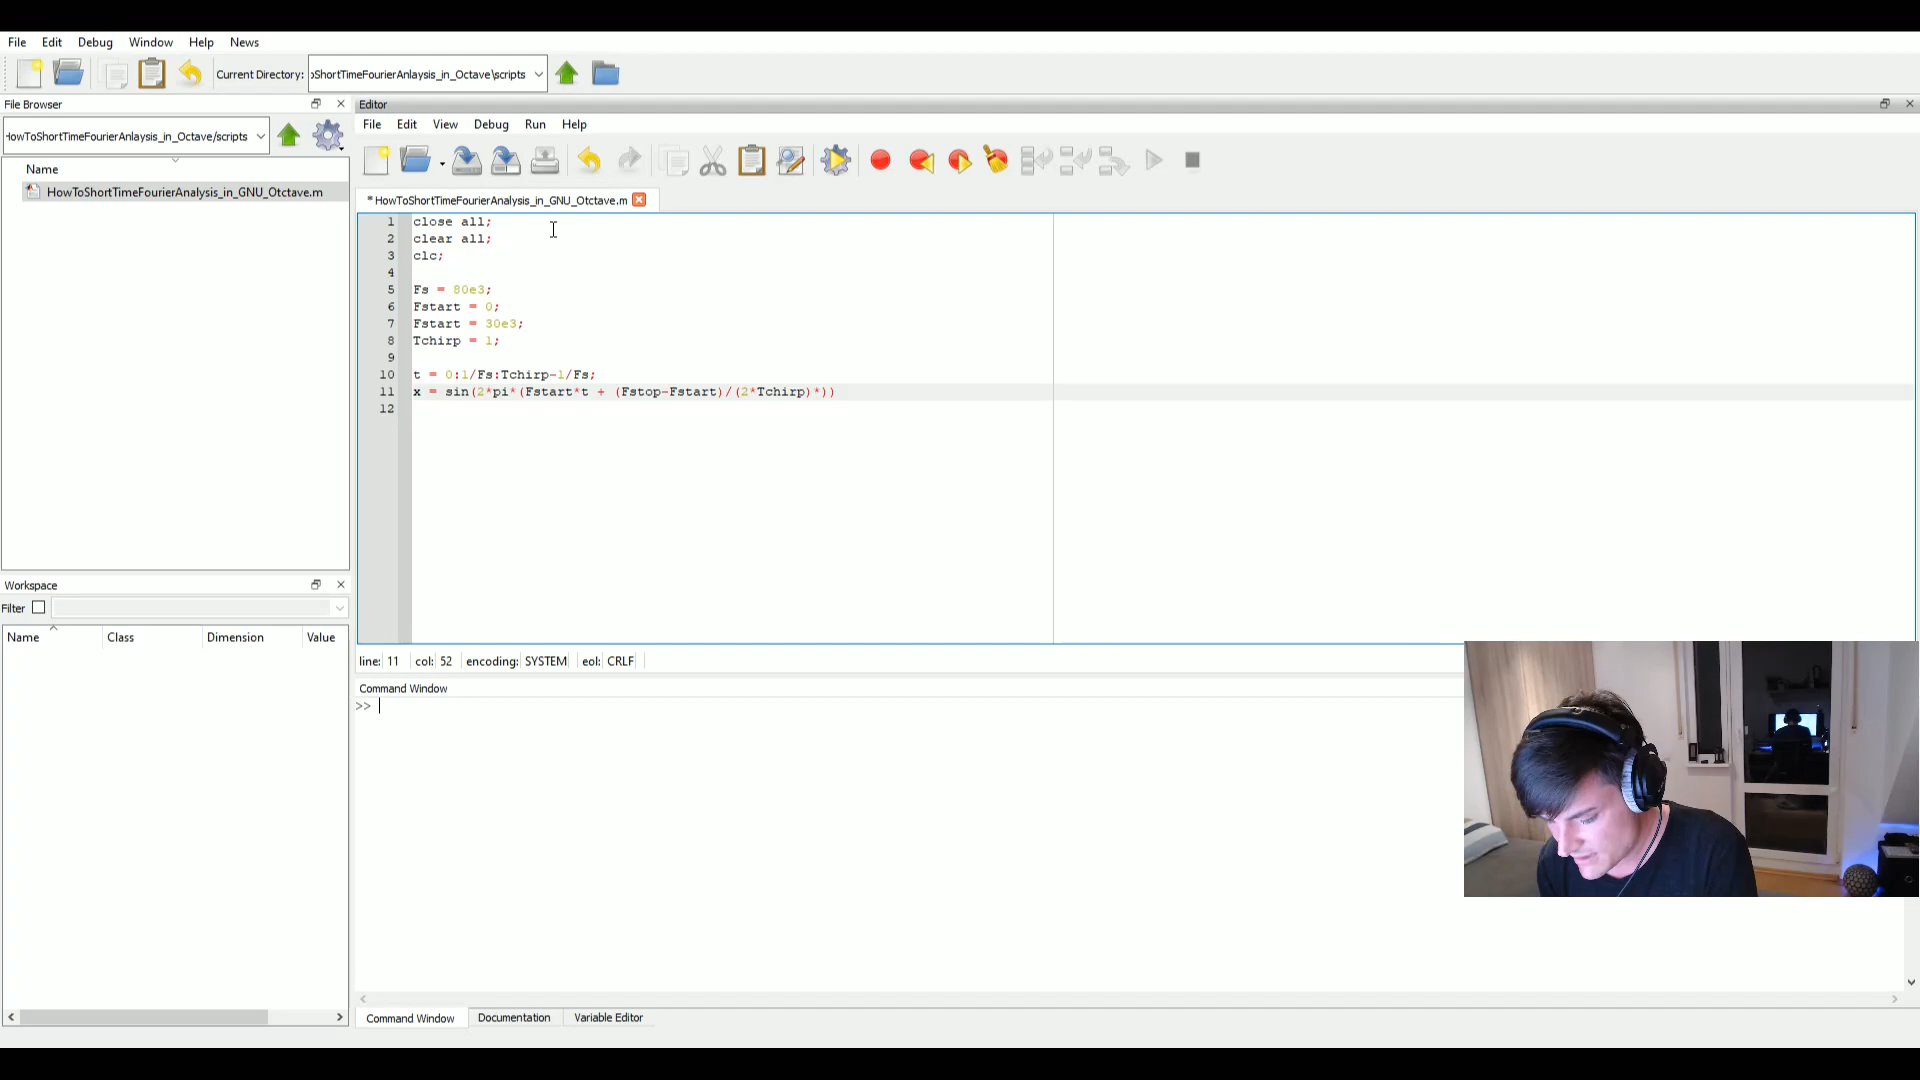 File Edit Debug Window Help News
Current Directory: ShortTimeFourierAnlaysis_in_Octave\scripts
File Browser
HowToShortTimeFourierAnlaysis_in_Octave/scripts
Name
HowToShortTimeFourierAnalysis_in_GNU_Otctave.m
Workspace
Filter
Name Class Dimension Value
Editor
File Edit View Debug Run Help
* HowToShortTimeFourierAnalysis_in_GNU_Otctave.m
1 close all;
2 clear all;
3 clc;
4
5 Fs = 80e3;
6 Fstart = 0;
7 Fstart = 30e3;
8 Tchirp = 1;
9
10 t = 0:1/Fs:Tchirp-1/Fs;
11 x = sin(2*pi*(Fstart*t + (Fstop-Fstart)/(2*Tchirp)*))
12
line: 11 col: 52 encoding: SYSTEM eol: CRLF
Command Window
>>
Command Window Documentation Variable Editor